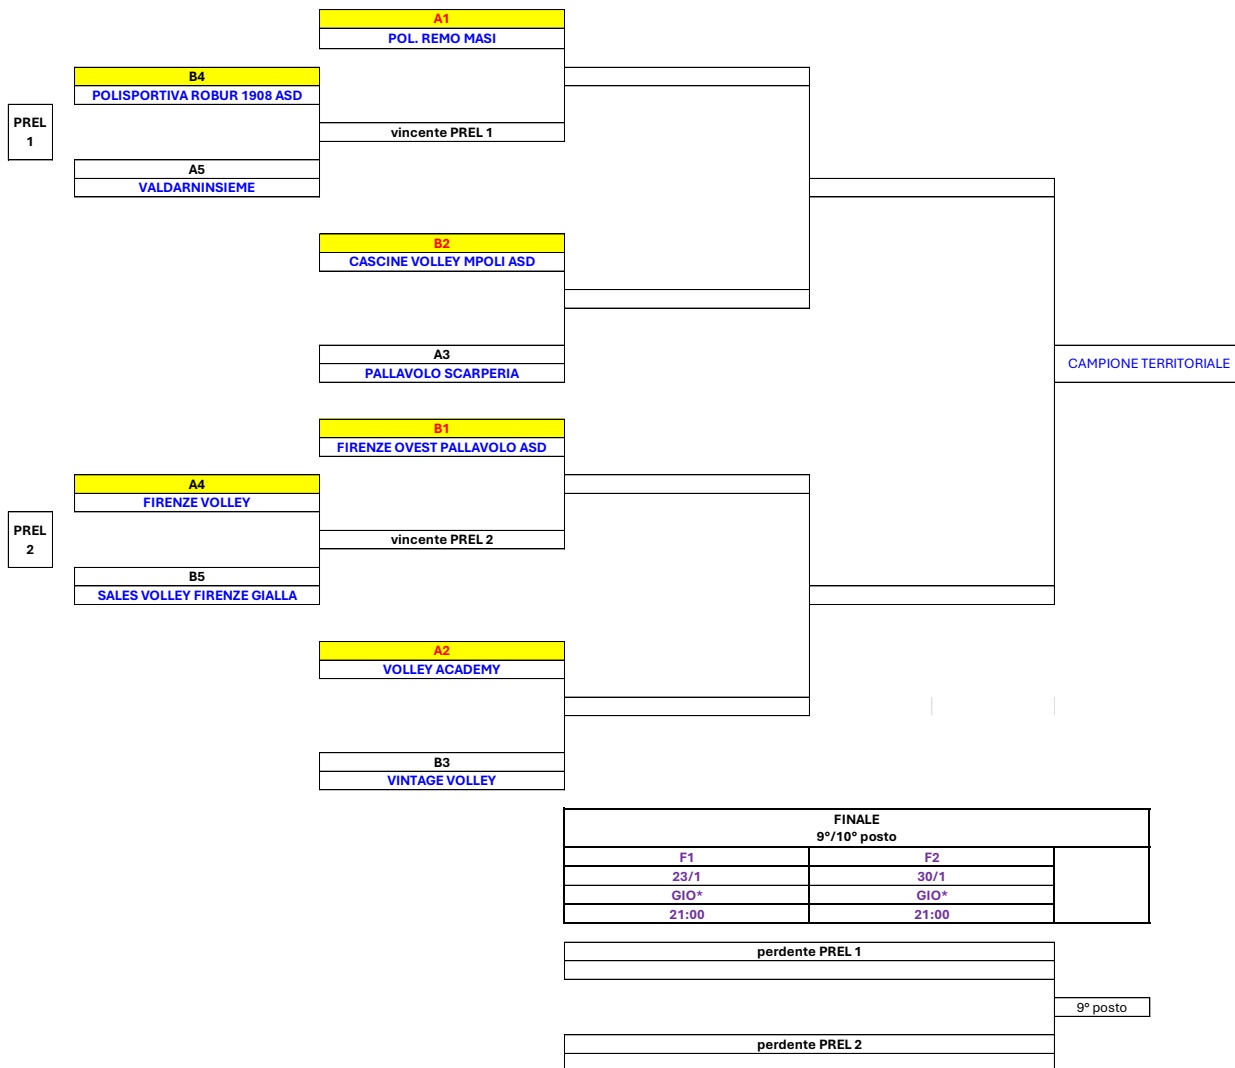 A1
POL. REMO MASI
B4
POLISPORTIVA ROBUR 1908 ASD
PREL
1
vincente PREL 1
A5
VALDARNINSIEME
B2
CASCINE VOLLEY MPOLI ASD
A3
PALLAVOLO SCARPERIA
CAMPIONE TERRITORIALE
B1
FIRENZE OVEST PALLAVOLO ASD
A4
FIRENZE VOLLEY
PREL
2
vincente PREL 2
B5
SALES VOLLEY FIRENZE GIALLA
A2
VOLLEY ACADEMY
B3
VINTAGE VOLLEY
FINALE
9°/10° posto
F1 F2
23/1 30/1
GIO* GIO*
21:00 21:00
perdente PREL 1
9° posto
perdente PREL 2